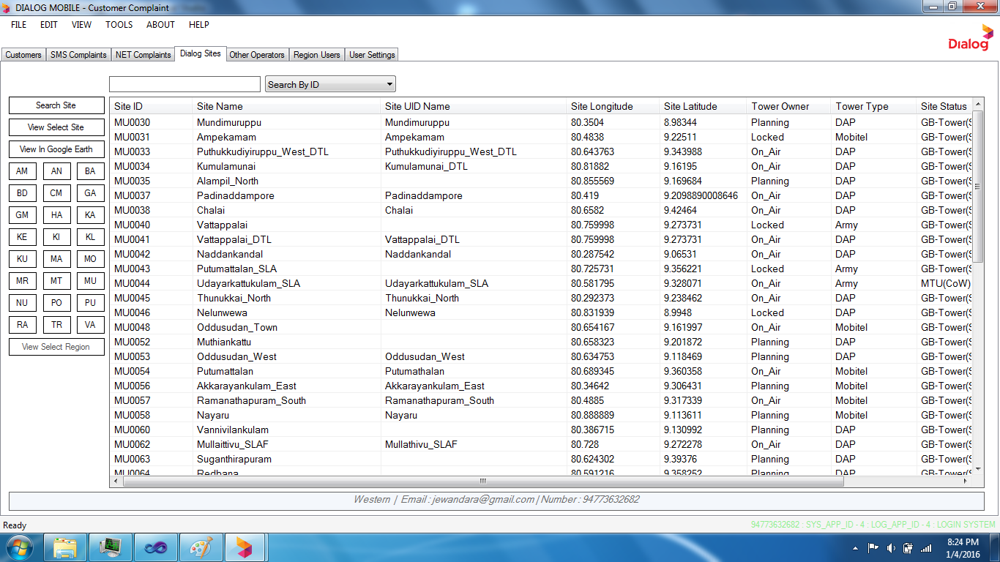 DIALOG MOBILE - Customer Complaint
FILE EDIT VIEW TOOLS ABOUT HELP
Dialog
Customers SMS Complaints NET Complaints Dialog Sites Other Operators Region Users User Settings
Search By ID
Search Site
View Select Site
View In Google Earth
AM AN BA
BD CM GA
GM HA KA
KE KI KL
KU MA MO
MR MT MU
NU PO PU
RA TR VA
View Select Region
Site ID Site Name Site UID Name Site Longitude Site Latitude Tower Owner Tower Type Site Status
MU0030 Mundimuruppu Mundimuruppu 80.3504 8.98344 Planning DAP GB-Tower(S
MU0031 Ampekamam Ampekamam 80.4838 9.22511 Locked Mobitel GB-Tower(S
MU0033 Puthukkudiyiruppu_West_DTL Puthukkudiyiruppu_West_DTL 80.643763 9.343988 On_Air DAP GB-Tower(S
MU0034 Kumulamunai Kumulamunai_DTL 80.81882 9.16195 On_Air DAP GB-Tower(S
MU0035 Alampil_North 80.855569 9.169684 Planning DAP GB-Tower(S
MU0037 Padinaddampore Padinaddampore 80.419 9.2098890008646 On_Air DAP GB-Tower(S
MU0038 Chalai Chalai 80.6582 9.42464 On_Air DAP GB-Tower(S
MU0040 Vattappalai 80.759998 9.273731 Locked Army GB-Tower(S
MU0041 Vattappalai_DTL Vattappalai_DTL 80.759998 9.273731 On_Air DAP GB-Tower(S
MU0042 Naddankandal Naddankandal 80.287542 9.06531 On_Air DAP GB-Tower(S
MU0043 Putumattalan_SLA 80.725731 9.356221 Locked Army GB-Tower(S
MU0044 Udayarkattukulam_SLA Udayarkattukulam_SLA 80.581795 9.328071 On_Air Army MTU(CoW)
MU0045 Thunukkai_North Thunukkai_North 80.292373 9.238462 On_Air DAP GB-Tower(S
MU0046 Nelunwewa Nelunwewa 80.831939 8.9948 Locked DAP GB-Tower(S
MU0048 Oddusudan_Town 80.654167 9.161997 On_Air Mobitel GB-Tower(S
MU0052 Muthiankattu 80.658323 9.201872 Planning DAP GB-Tower(S
MU0053 Oddusudan_West Oddusudan_West 80.634753 9.118469 Planning DAP GB-Tower(S
MU0054 Putumattalan Putumathalan 80.689345 9.360358 On_Air Mobitel GB-Tower(S
MU0056 Akkarayankulam_East Akkarayankulam_East 80.34642 9.306431 Planning Mobitel GB-Tower(S
MU0057 Ramanathapuram_South Ramanathapuram_South 80.4885 9.317339 On_Air Mobitel GB-Tower(S
MU0058 Nayaru Nayaru 80.888889 9.113611 Planning Mobitel GB-Tower(S
MU0060 Vannivilankulam 80.386715 9.130992 Planning DAP GB-Tower(S
MU0062 Mullaittivu_SLAF Mullathivu_SLAF 80.728 9.272278 On_Air DAP GB-Tower(S
MU0063 Suganthirapuram 80.624302 9.39376 Planning DAP GB-Tower(S
MU0064 Redbana 80.591216 9.358252 Planning DAP GB-Tower(S
Western | Email : jewandara@gmail.com | Number : 94773632682
Ready
94773632682 : SYS_APP_ID - 4 : LOG_APP_ID - 4 : LOGIN SYSTEM
8:24 PM
1/4/2016